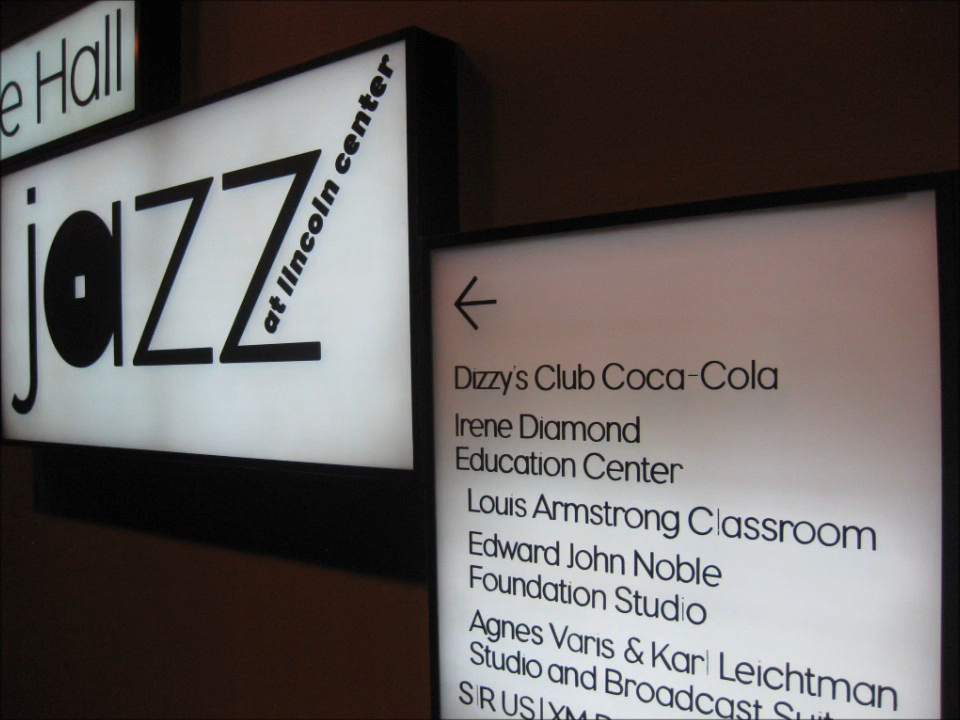 e Hall
jazz
at lincoln center
←
Dizzy's Club Coca-Cola
Irene Diamond
Education Center
Louis Armstrong Classroom
Edward John Noble
Foundation Studio
Agnes Varis & Karl Leichtman
Studio and Broadcast
SIRIUS|XM